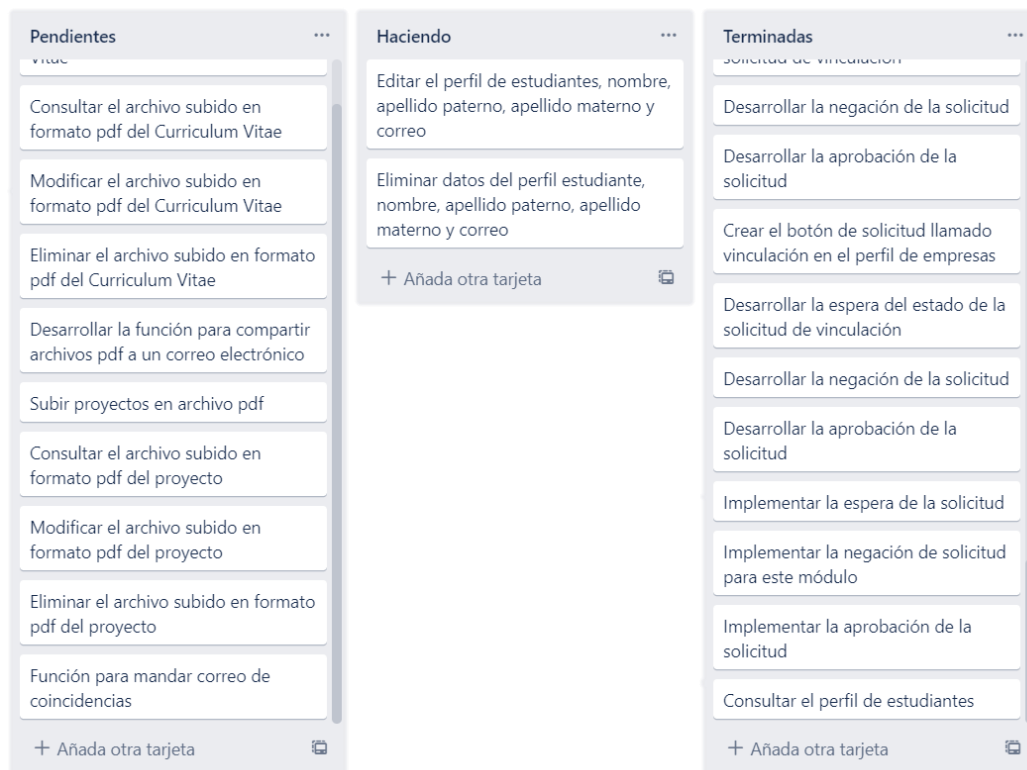 Pendientes
Vitae
Consultar el archivo subido en
formato pdf del Curriculum Vitae
Modificar el archivo subido en
formato pdf del Curriculum Vitae
Eliminar el archivo subido en formato
pdf del Curriculum Vitae
Desarrollar la función para compartir
archivos pdf a un correo electrónico
Subir proyectos en archivo pdf
Consultar el archivo subido en
formato pdf del proyecto
Modificar el archivo subido en
formato pdf del proyecto
Eliminar el archivo subido en formato
pdf del proyecto
Función para mandar correo de
coincidencias
+ Añada otra tarjeta
Haciendo
Editar el perfil de estudiantes, nombre,
apellido paterno, apellido materno y
correo
Eliminar datos del perfil estudiante,
nombre, apellido paterno, apellido
materno y correo
+ Añada otra tarjeta
Terminadas
solicitud de vinculación
Desarrollar la negación de la solicitud
Desarrollar la aprobación de la
solicitud
Crear el botón de solicitud llamado
vinculación en el perfil de empresas
Desarrollar la espera del estado de la
solicitud de vinculación
Desarrollar la negación de la solicitud
Desarrollar la aprobación de la
solicitud
Implementar la espera de la solicitud
Implementar la negación de solicitud
para este módulo
Implementar la aprobación de la
solicitud
Consultar el perfil de estudiantes
+ Añada otra tarjeta